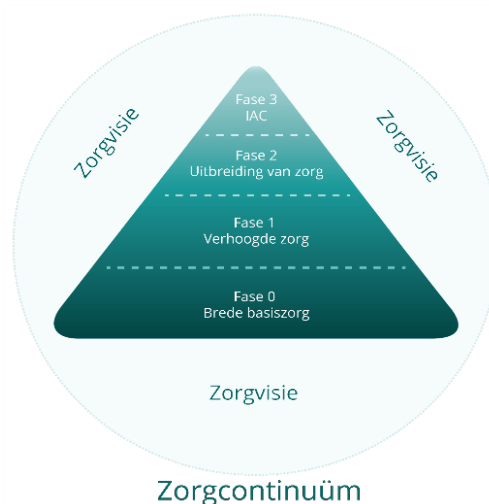 Zorgvisie
Zorgvisie
Fase 3
IAC
Fase 2
Uitbreiding van zorg
Fase 1
Verhoogde zorg
Fase 0
Brede basiszorg
Zorgvisie
Zorgcontinuüm